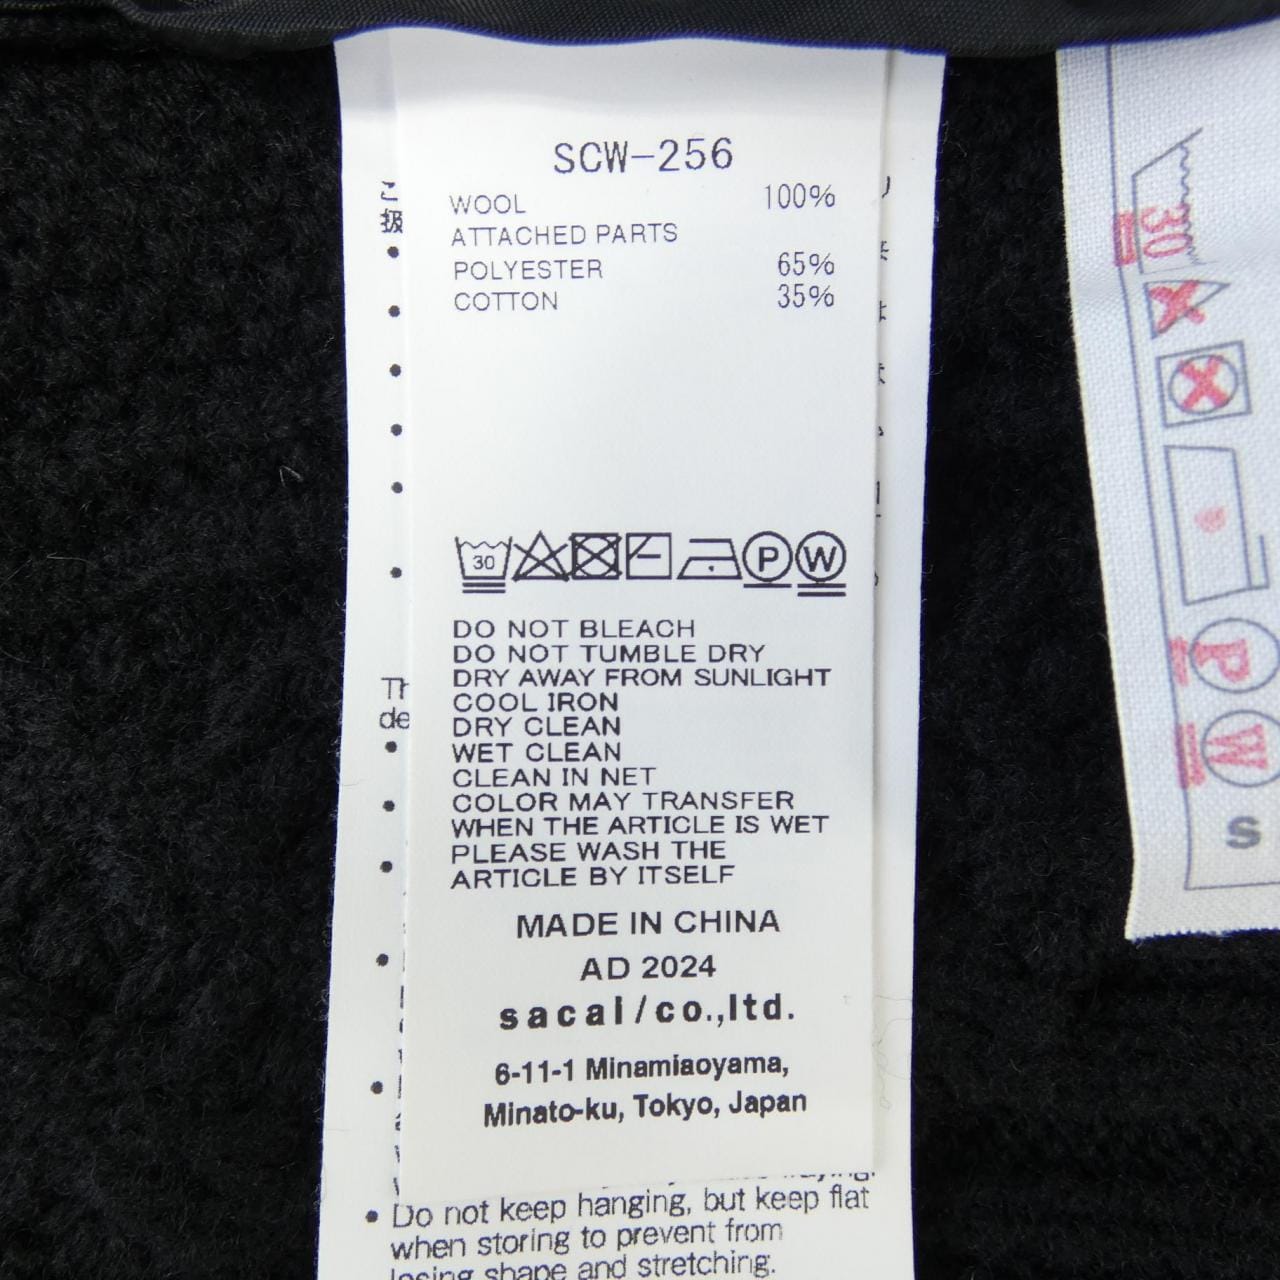 SCW-256
WOOL 100%
ATTACHED PARTS
POLYESTER 65%
COTTON 35%
30 P W
DO NOT BLEACH
DO NOT TUMBLE DRY
DRY AWAY FROM SUNLIGHT
COOL IRON
DRY CLEAN
WET CLEAN
CLEAN IN NET
COLOR MAY TRANSFER
WHEN THE ARTICLE IS WET
PLEASE WASH THE
ARTICLE BY ITSELF
MADE IN CHINA
AD 2024
sacai/co.,ltd.
6-11-1 Minamiaoyama,
Minato-ku, Tokyo, Japan
• Do not keep hanging, but keep flat
when storing to prevent from
losing shape and stretching.
30
P
W
S